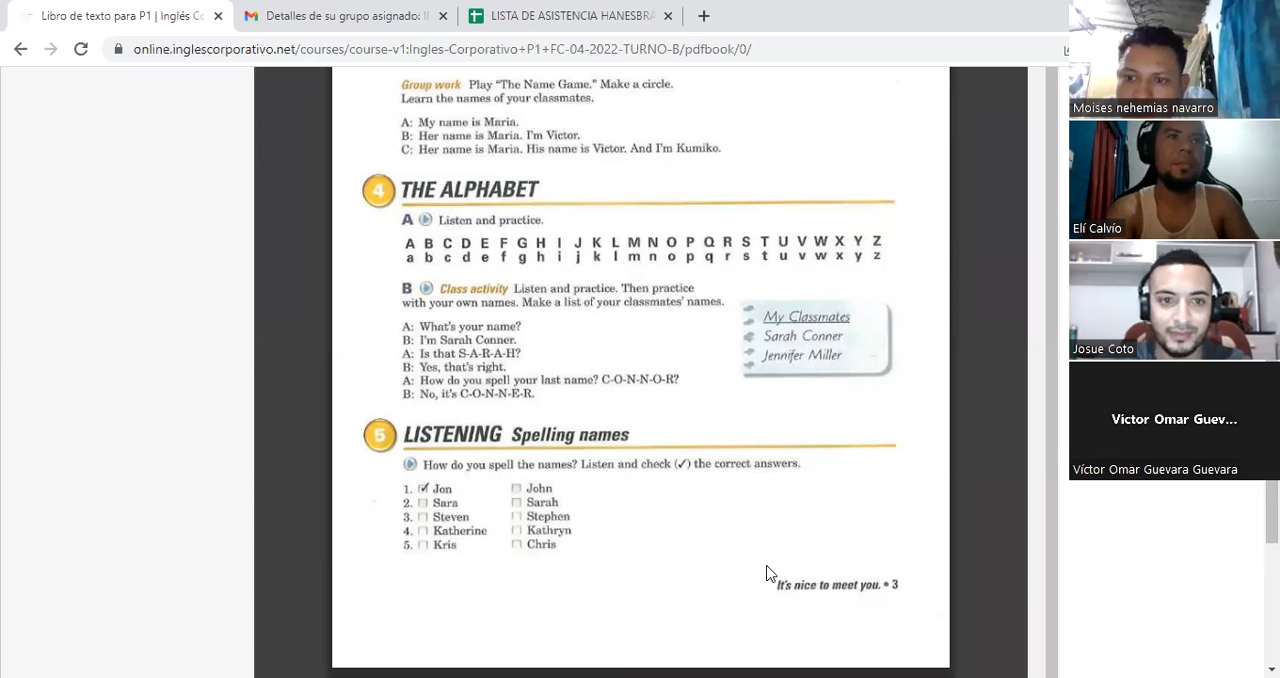 Libro de texto para P1 | Inglés Co
Detalles de su grupo asignado:
LISTA DE ASISTENCIA HANESBRA
online.inglescorporativo.net/courses/course-v1:Ingles-Corporativo+P1+FC-04-2022-TURNO-B/pdfbook/0/
Group work Play "The Name Game." Make a circle.
Learn the names of your classmates.
A: My name is Maria.
B: Her name is Maria. I'm Victor.
C: Her name is Maria. His name is Victor. And I'm Kumiko.
4 THE ALPHABET
A Listen and practice.
A B C D E F G H I J K L M N O P Q R S T U V W X Y Z
a b c d e f g h i j k l m n o p q r s t u v w x y z
B Class activity Listen and practice. Then practice
with your own names. Make a list of your classmates' names.
A: What's your name?
B: I'm Sarah Conner.
A: Is that S-A-R-A-H?
B: Yes, that's right.
A: How do you spell your last name? C-O-N-N-O-R?
B: No, it's C-O-N-N-E-R.
My Classmates
Sarah Conner
Jennifer Miller
5 LISTENING Spelling names
How do you spell the names? Listen and check (✓) the correct answers.
1. Jon John
2. Sara Sarah
3. Steven Stephen
4. Katherine Kathryn
5. Kris Chris
It's nice to meet you. • 3
Moises nehemias navarro
Elí Calvío
Josue Coto
Víctor Omar Guev...
Víctor Omar Guevara Guevara